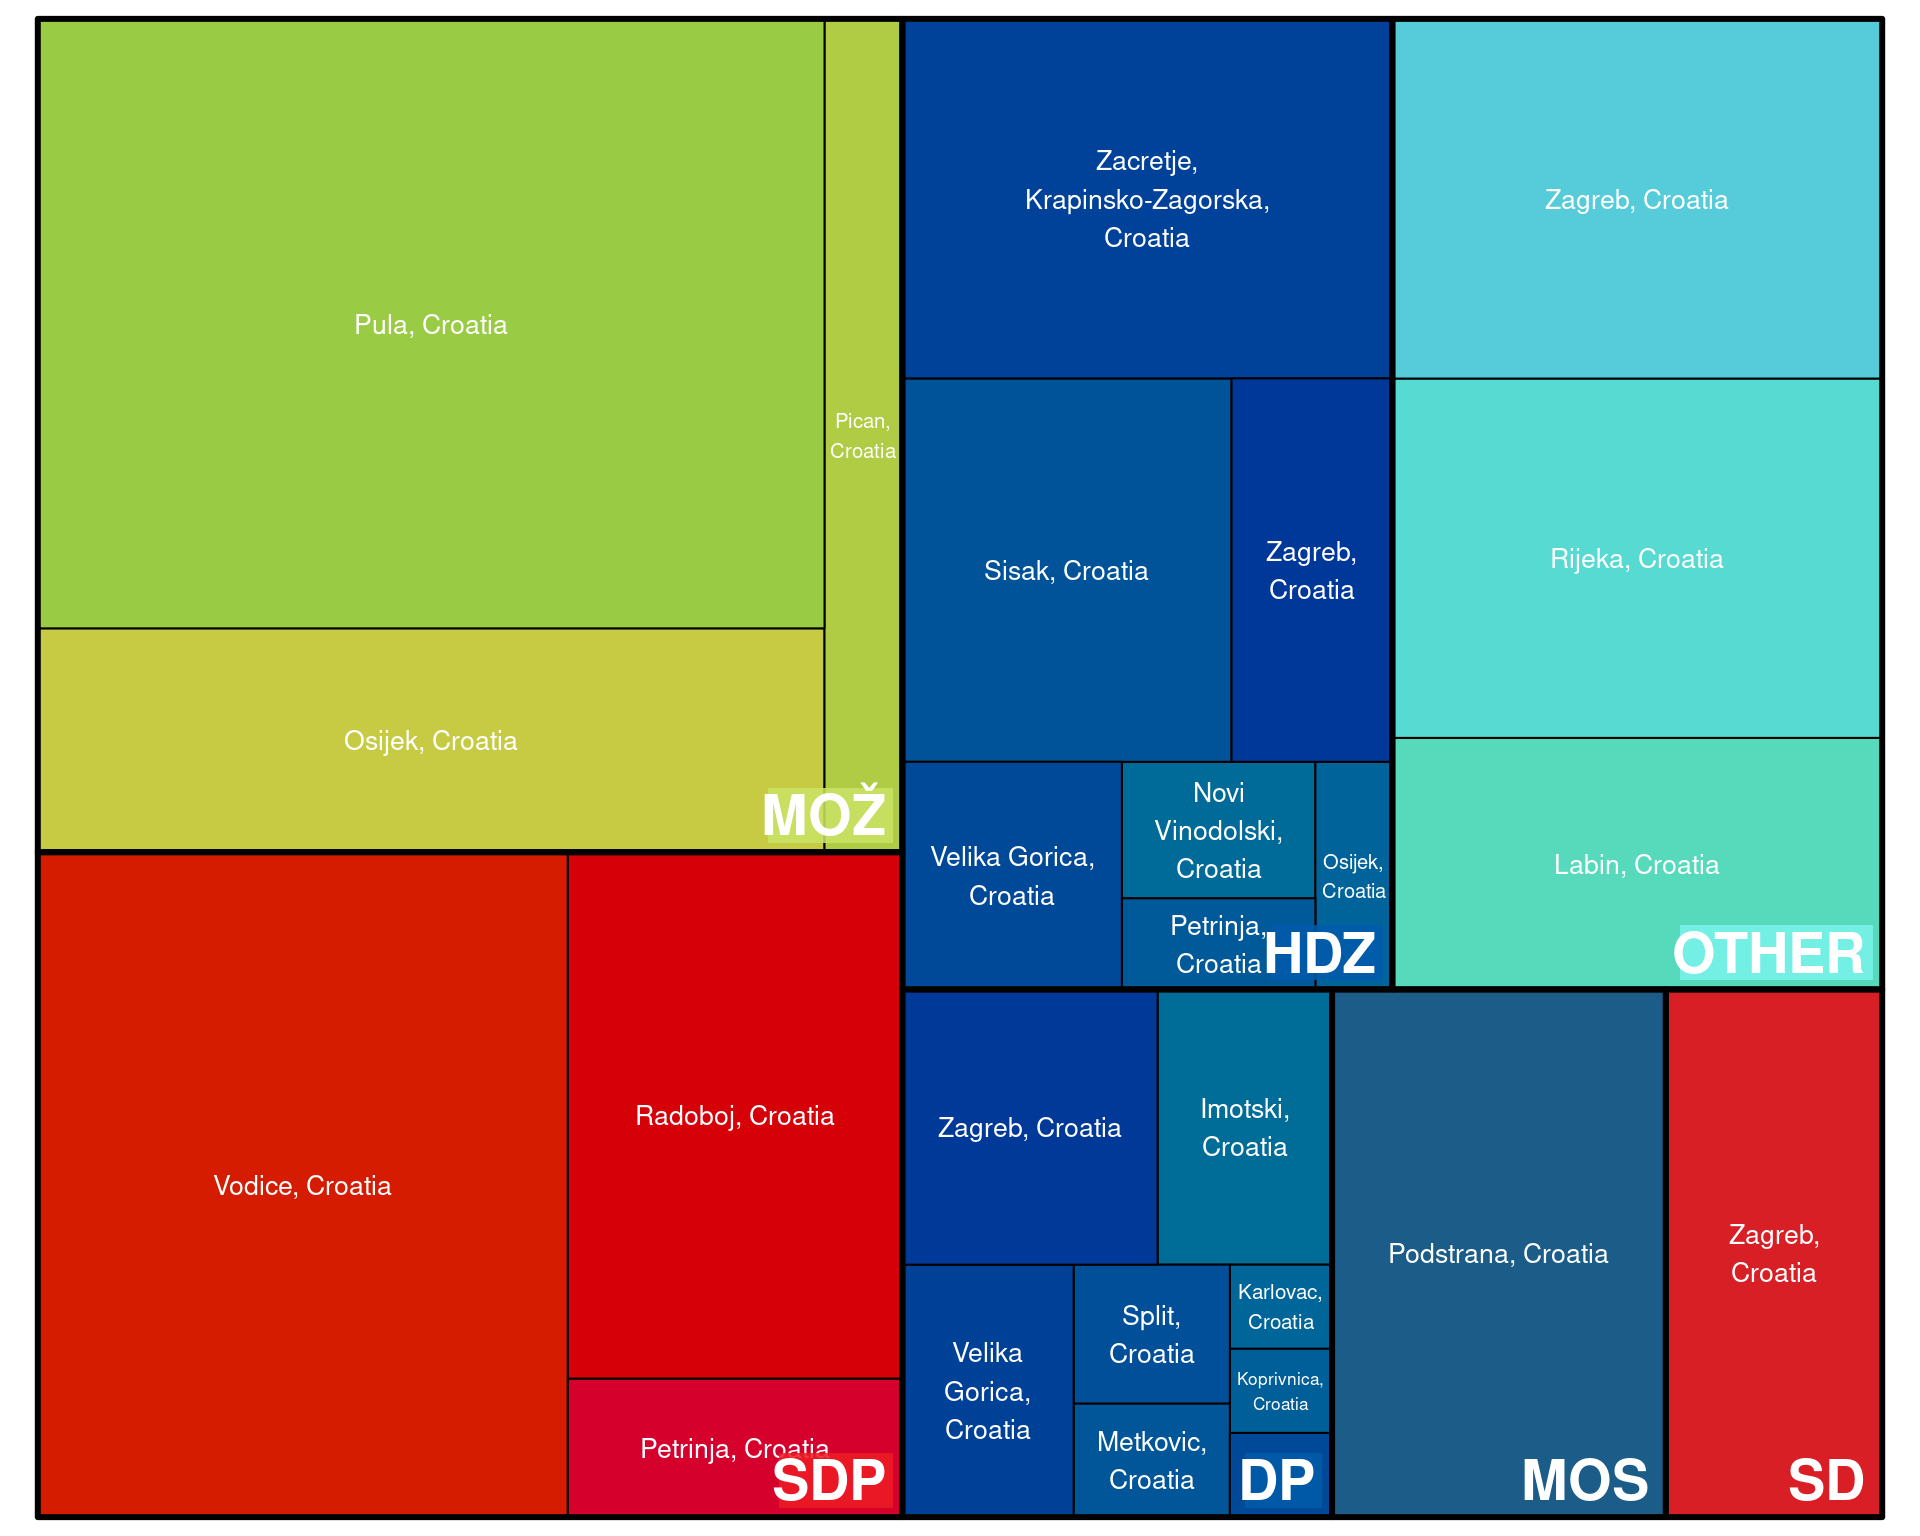 Pula, Croatia
Pican,
Croatia
Osijek, Croatia
MOŽ
Vodice, Croatia
Radoboj, Croatia
Petrinja, Croatia
SDP
Zacretje,
Krapinsko-Zagorska,
Croatia
Sisak, Croatia
Zagreb,
Croatia
Velika Gorica,
Croatia
Novi
Vinodolski,
Croatia
Petrinja,
Croatia
Osijek,
Croatia
HDZ
Zagreb, Croatia
Rijeka, Croatia
Labin, Croatia
OTHER
Zagreb, Croatia
Imotski,
Croatia
Velika
Gorica,
Croatia
Split,
Croatia
Metkovic,
Croatia
Karlovac,
Croatia
Koprivnica,
Croatia
DP
Podstrana, Croatia
MOS
Zagreb,
Croatia
SD